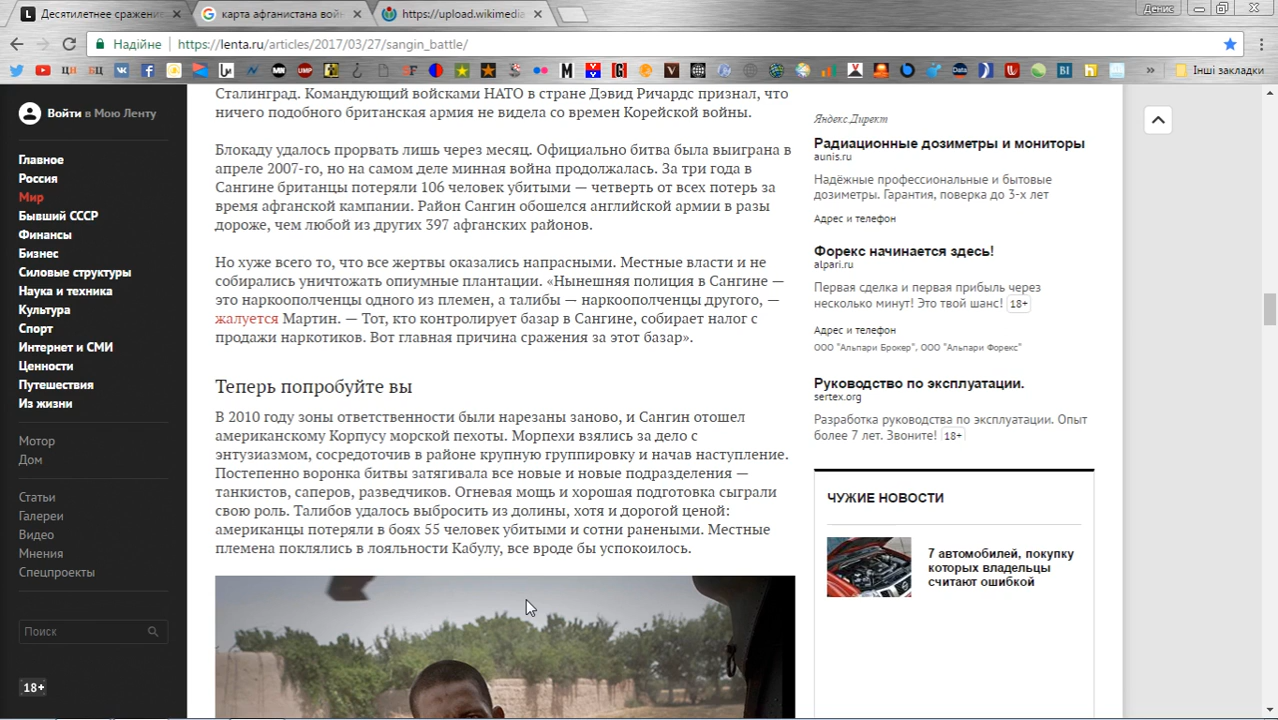 Десятилетнее сражение
карта афганистана вой
https://upload.wikimedia
Денис
Надійне
https://lenta.ru/articles/2017/03/27/sangin_battle/
Інші закладки
Войти в Мою Ленту
Главное
Россия
Мир
Бывший СССР
Финансы
Бизнес
Силовые структуры
Наука и техника
Культура
Спорт
Интернет и СМИ
Ценности
Путешествия
Из жизни
Мотор
Дом
Статьи
Галереи
Видео
Мнения
Спецпроекты
Поиск
18+
Сталинград. Командующий войсками НАТО в стране Дэвид Ричардс признал, что
ничего подобного британская армия не видела со времен Корейской войны.
Блокаду удалось прорвать лишь через месяц. Официально битва была выиграна в
апреле 2007-го, но на самом деле минная война продолжалась. За три года в
Сангине британцы потеряли 106 человек убитыми — четверть от всех потерь за
время афганской кампании. Район Сангин обошелся английской армии в разы
дороже, чем любой из других 397 афганских районов.
Но хуже всего то, что все жертвы оказались напрасными. Местные власти и не
собирались уничтожать опиумные плантации. «Нынешняя полиция в Сангине —
это наркоополченцы одного из племен, а талибы — наркоополченцы другого, —
жалуется Мартин. — Тот, кто контролирует базар в Сангине, собирает налог с
продажи наркотиков. Вот главная причина сражения за этот базар».
Теперь попробуйте вы
В 2010 году зоны ответственности были нарезаны заново, и Сангин отошел
американскому Корпусу морской пехоты. Морпехи взялись за дело с
энтузиазмом, сосредоточив в районе крупную группировку и начав наступление.
Постепенно воронка битвы затягивала все новые и новые подразделения —
танкистов, саперов, разведчиков. Огневая мощь и хорошая подготовка сыграли
свою роль. Талибов удалось выбросить из долины, хотя и дорогой ценой:
американцы потеряли в боях 55 человек убитыми и сотни ранеными. Местные
племена поклялись в лояльности Кабулу, все вроде бы успокоилось.
Яндекс.Директ
Радиационные дозиметры и мониторы
aunis.ru
Надёжные профессиональные и бытовые
дозиметры. Гарантия, поверка до 3-х лет
Адрес и телефон
Форекс начинается здесь!
alpari.ru
Первая сделка и первая прибыль через
несколько минут! Это твой шанс! 18+
Адрес и телефон
ООО "Альпари Брокер", ООО "Альпари Форекс"
Руководство по эксплуатации.
sertex.org
Разработка руководства по эксплуатации. Опыт
более 7 лет. Звоните! 18+
ЧУЖИЕ НОВОСТИ
7 автомобилей, покупку
которых владельцы
считают ошибкой